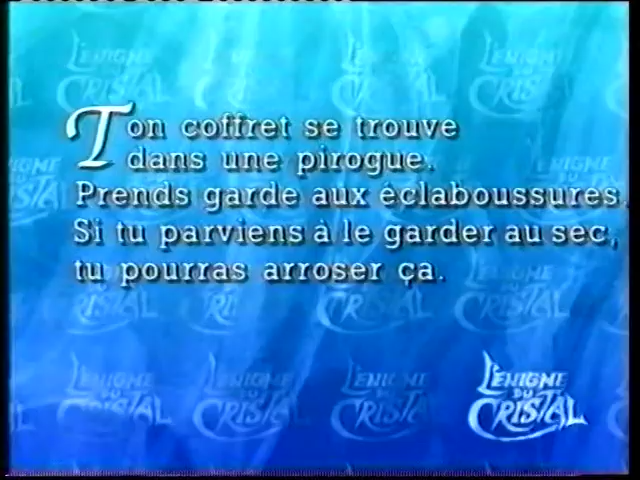 Ton coffret se trouve
dans une pirogue.
Prends garde aux éclaboussures.
Si tu parviens à le garder au sec,
tu pourras arroser ça.
L'ENIGME
DU
CRISTAL